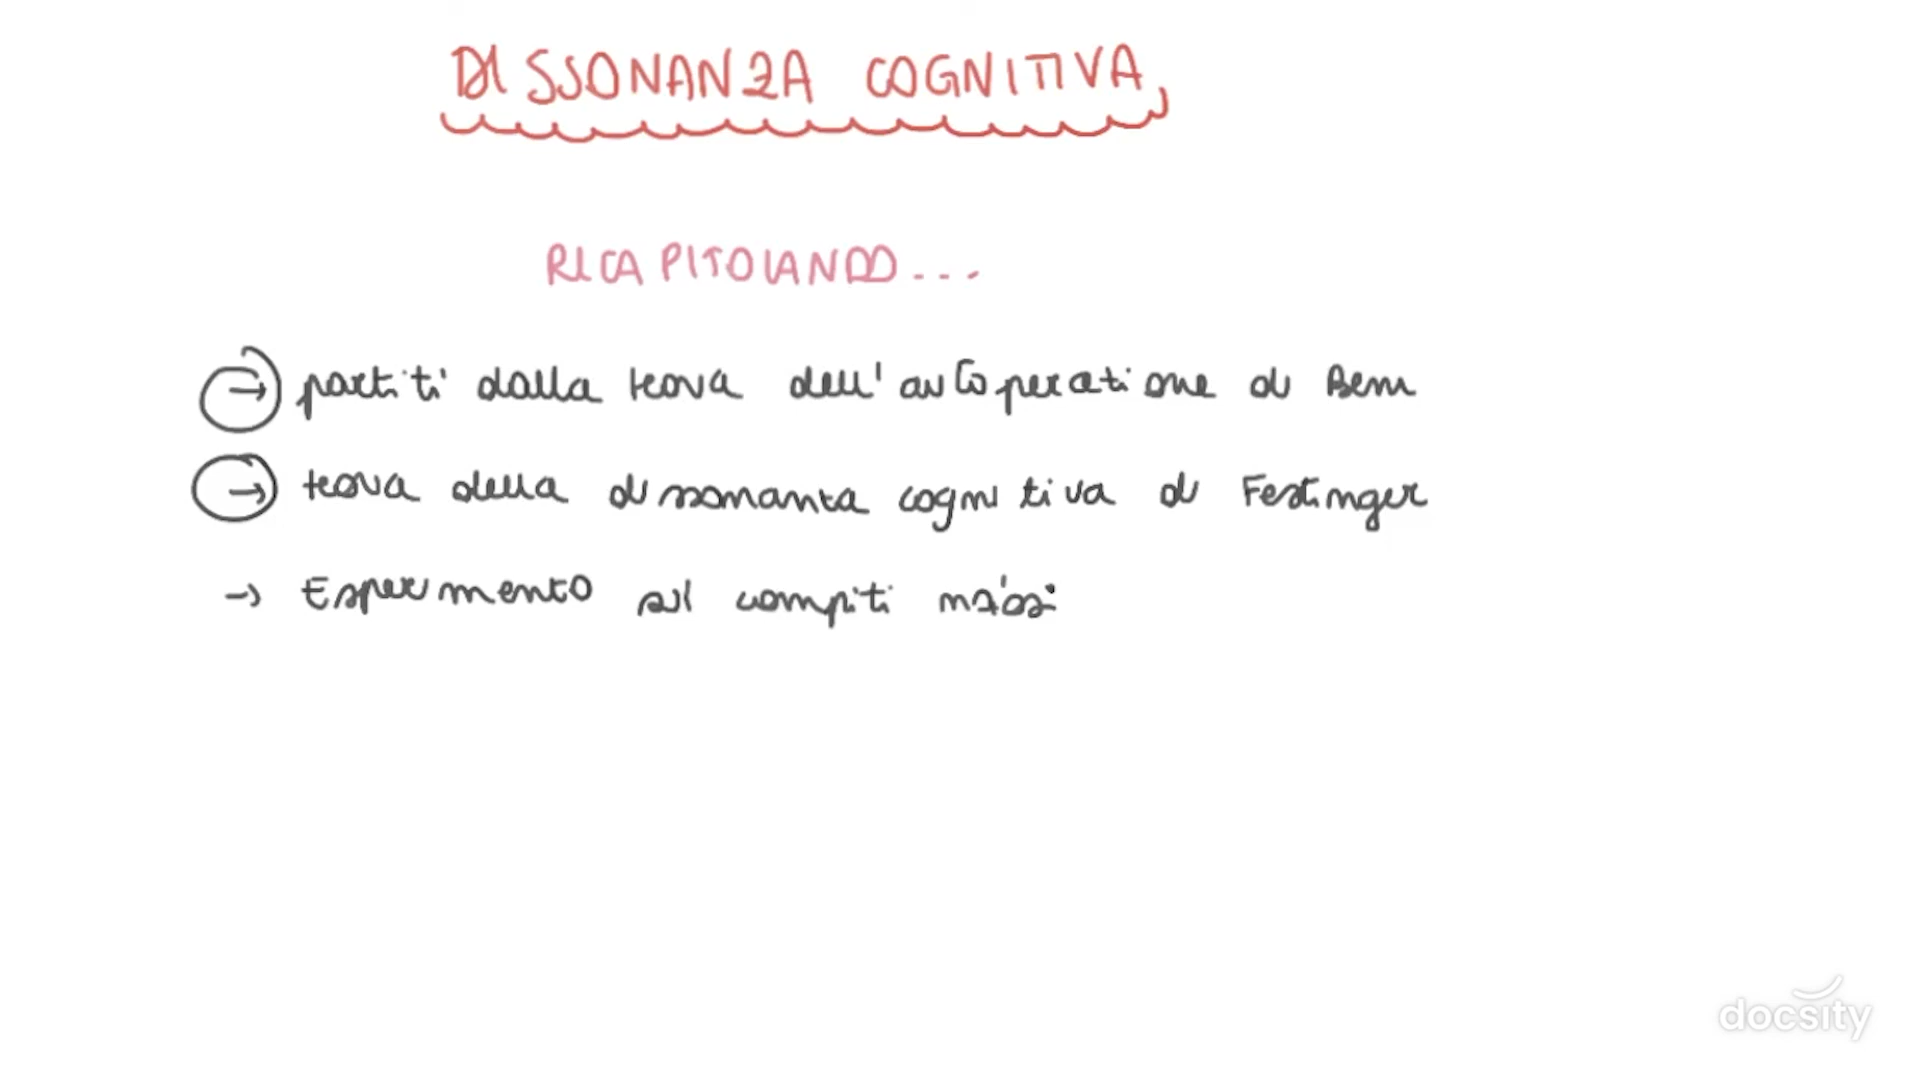 DISSONANZA COGNITIVA
RICAPITOLANDO...
→ partiti dalla teoria dell'autopercezione di Bem
→ teoria della dissonanza cognitiva di Festinger
→ Esperimento sui compiti noiosi
docsity